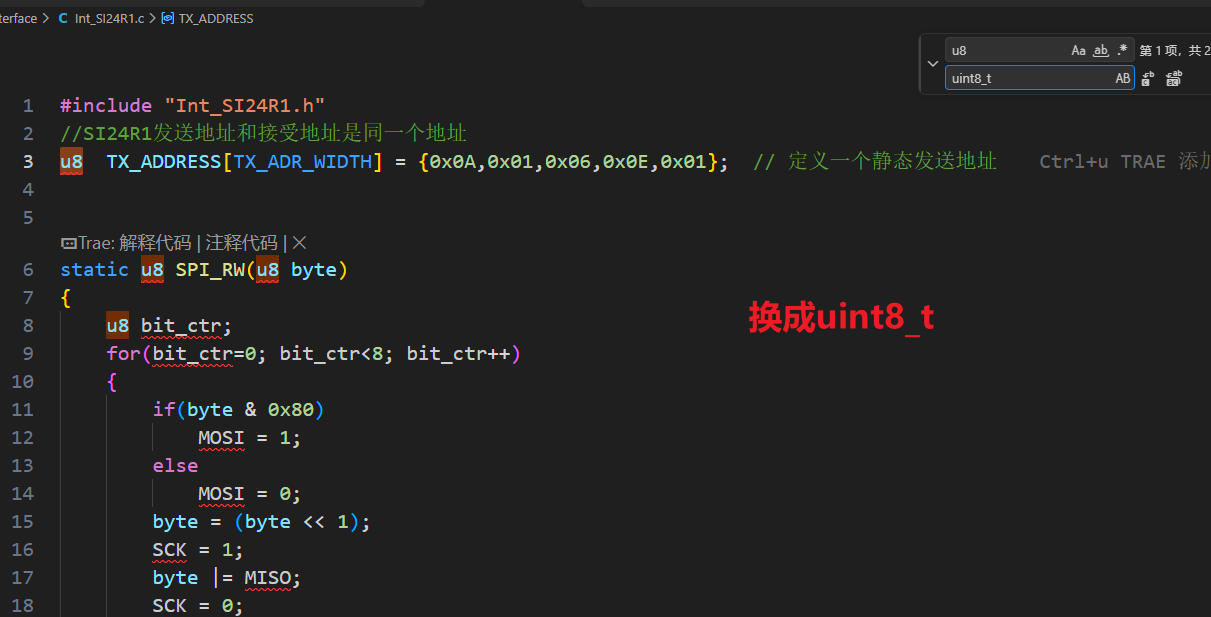 terface > C Int_SI24R1.c > TX_ADDRESS
u8 Aa ab .* 第 1 项，共 2
uint8_t AB
1 #include "Int_SI24R1.h"
2 //SI24R1发送地址和接受地址是同一个地址
3 u8 TX_ADDRESS[TX_ADR_WIDTH] = {0x0A,0x01,0x06,0x0E,0x01}; // 定义一个静态发送地址 Ctrl+u TRAE 添加
4
5
Trae: 解释代码 | 注释代码 | ×
6 static u8 SPI_RW(u8 byte)
7 {
8 u8 bit_ctr;
换成uint8_t
9 for(bit_ctr=0; bit_ctr<8; bit_ctr++)
10 {
11 if(byte & 0x80)
12 MOSI = 1;
13 else
14 MOSI = 0;
15 byte = (byte << 1);
16 SCK = 1;
17 byte |= MISO;
18 SCK = 0;